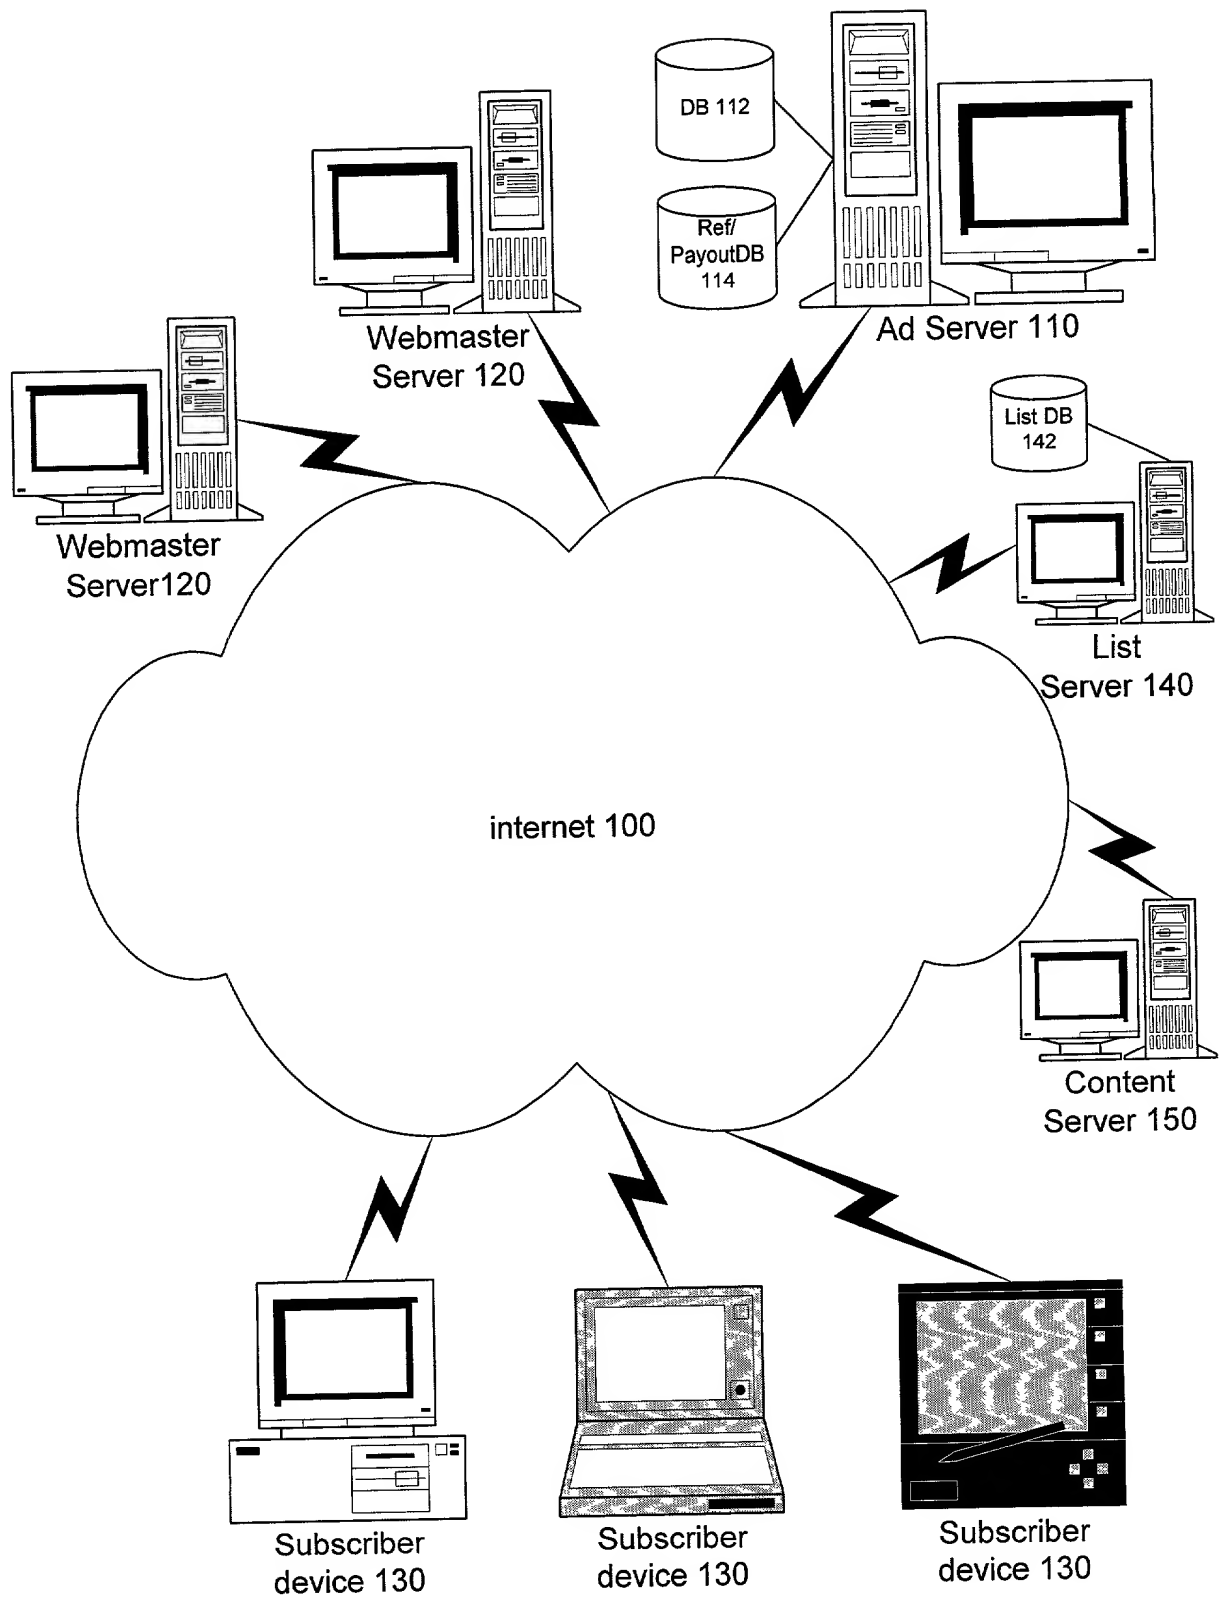 DB 112
Ref/
PayoutDB
114
Ad Server 110
Webmaster
Server 120
List DB
142
Webmaster
Server120
List
Server 140
internet 100
Content
Server 150
Subscriber
device 130
Subscriber
device 130
Subscriber
device 130